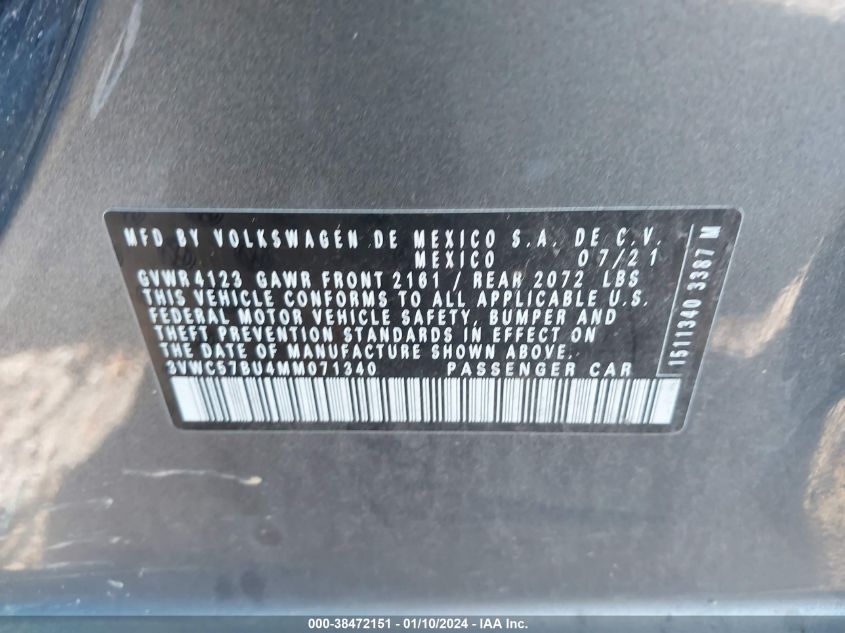 MFD BY VOLKSWAGEN DE MEXICO S.A. DE C.V.
MEXICO 07/21
GVWR 4123 GAWR FRONT 2161 / REAR 2072 LBS
THIS VEHICLE CONFORMS TO ALL APPLICABLE U.S.
FEDERAL MOTOR VEHICLE SAFETY, BUMPER AND
THEFT PREVENTION STANDARDS IN EFFECT ON
THE DATE OF MANUFACTURE SHOWN ABOVE.
3VWC57BU4MM071340 PASSENGER CAR
1511340 3387 M
000-38472151 - 01/10/2024 - IAA Inc.